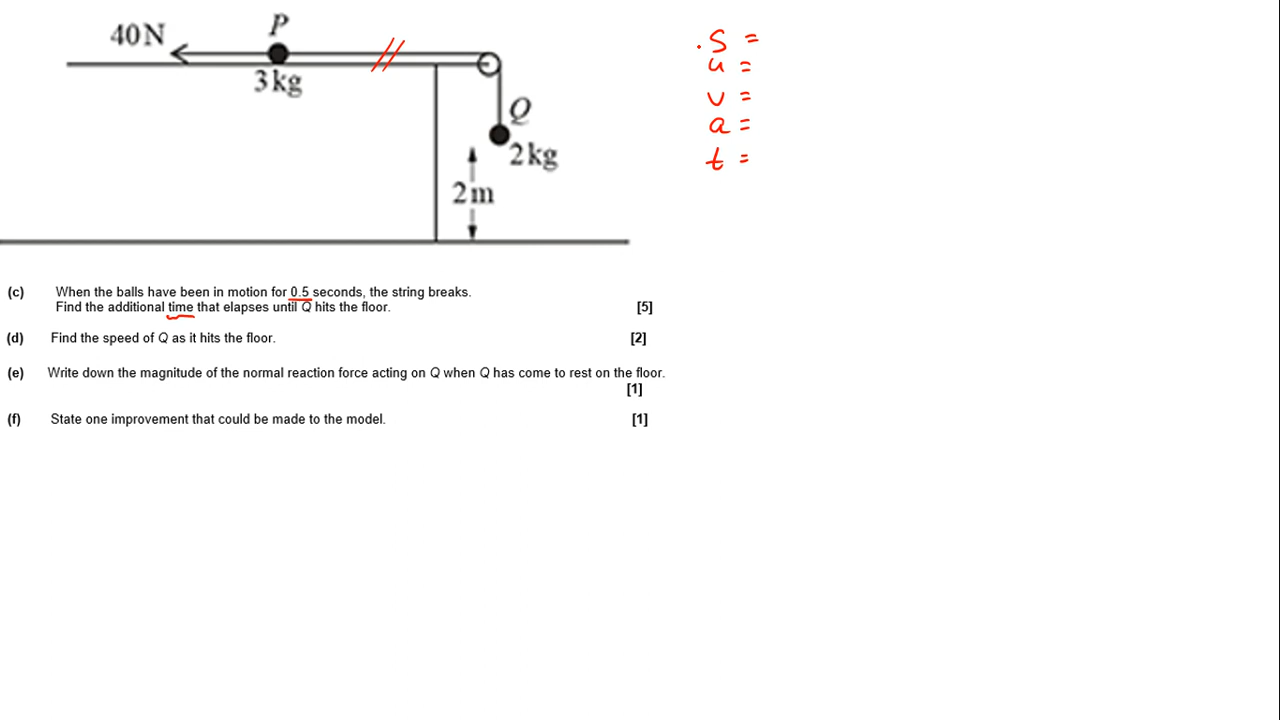 40N
P
3kg
Q
2kg
2m
.S =
u =
v =
a =
t =
(c) When the balls have been in motion for 0.5 seconds, the string breaks.
Find the additional time that elapses until Q hits the floor. [5]
(d) Find the speed of Q as it hits the floor. [2]
(e) Write down the magnitude of the normal reaction force acting on Q when Q has come to rest on the floor.
[1]
(f) State one improvement that could be made to the model. [1]